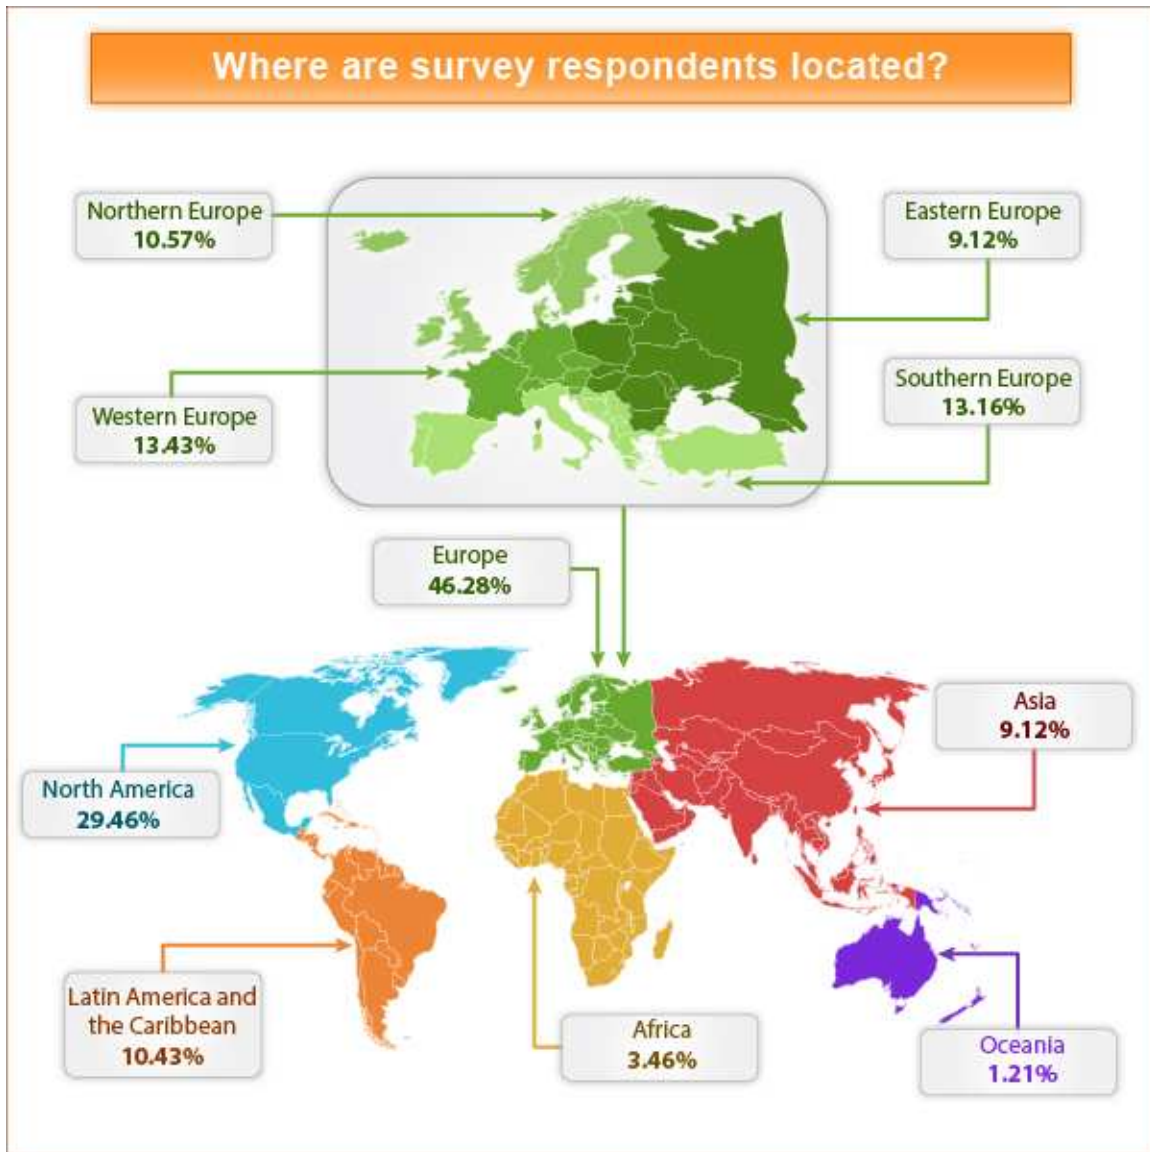 Where are survey respondents located?
Northern Europe
10.57%
Eastern Europe
9.12%
Western Europe
13.43%
Southern Europe
13.16%
Europe
46.28%
North America
29.46%
Asia
9.12%
Latin America and
the Caribbean
10.43%
Africa
3.46%
Oceania
1.21%